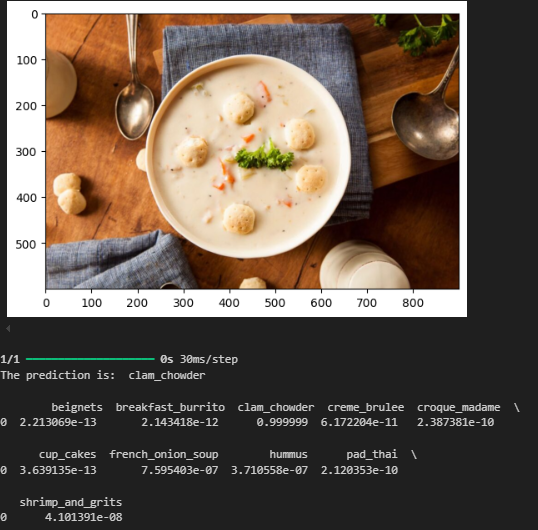 0
100
200
300
400
500
0 100 200 300 400 500 600 700 800
1/1 ━━━━━━━━━━━━━━━━━━━━ 0s 30ms/step
The prediction is:  clam_chowder
beignets  breakfast_burrito  clam_chowder  creme_brulee  croque_madame  \
0  2.213069e-13  2.143418e-12  0.999999  6.172204e-11  2.387381e-10
cup_cakes  french_onion_soup  hummus  pad_thai  \
0  3.639135e-13  7.595403e-07  3.710558e-07  2.120353e-10
shrimp_and_grits
0  4.101391e-08